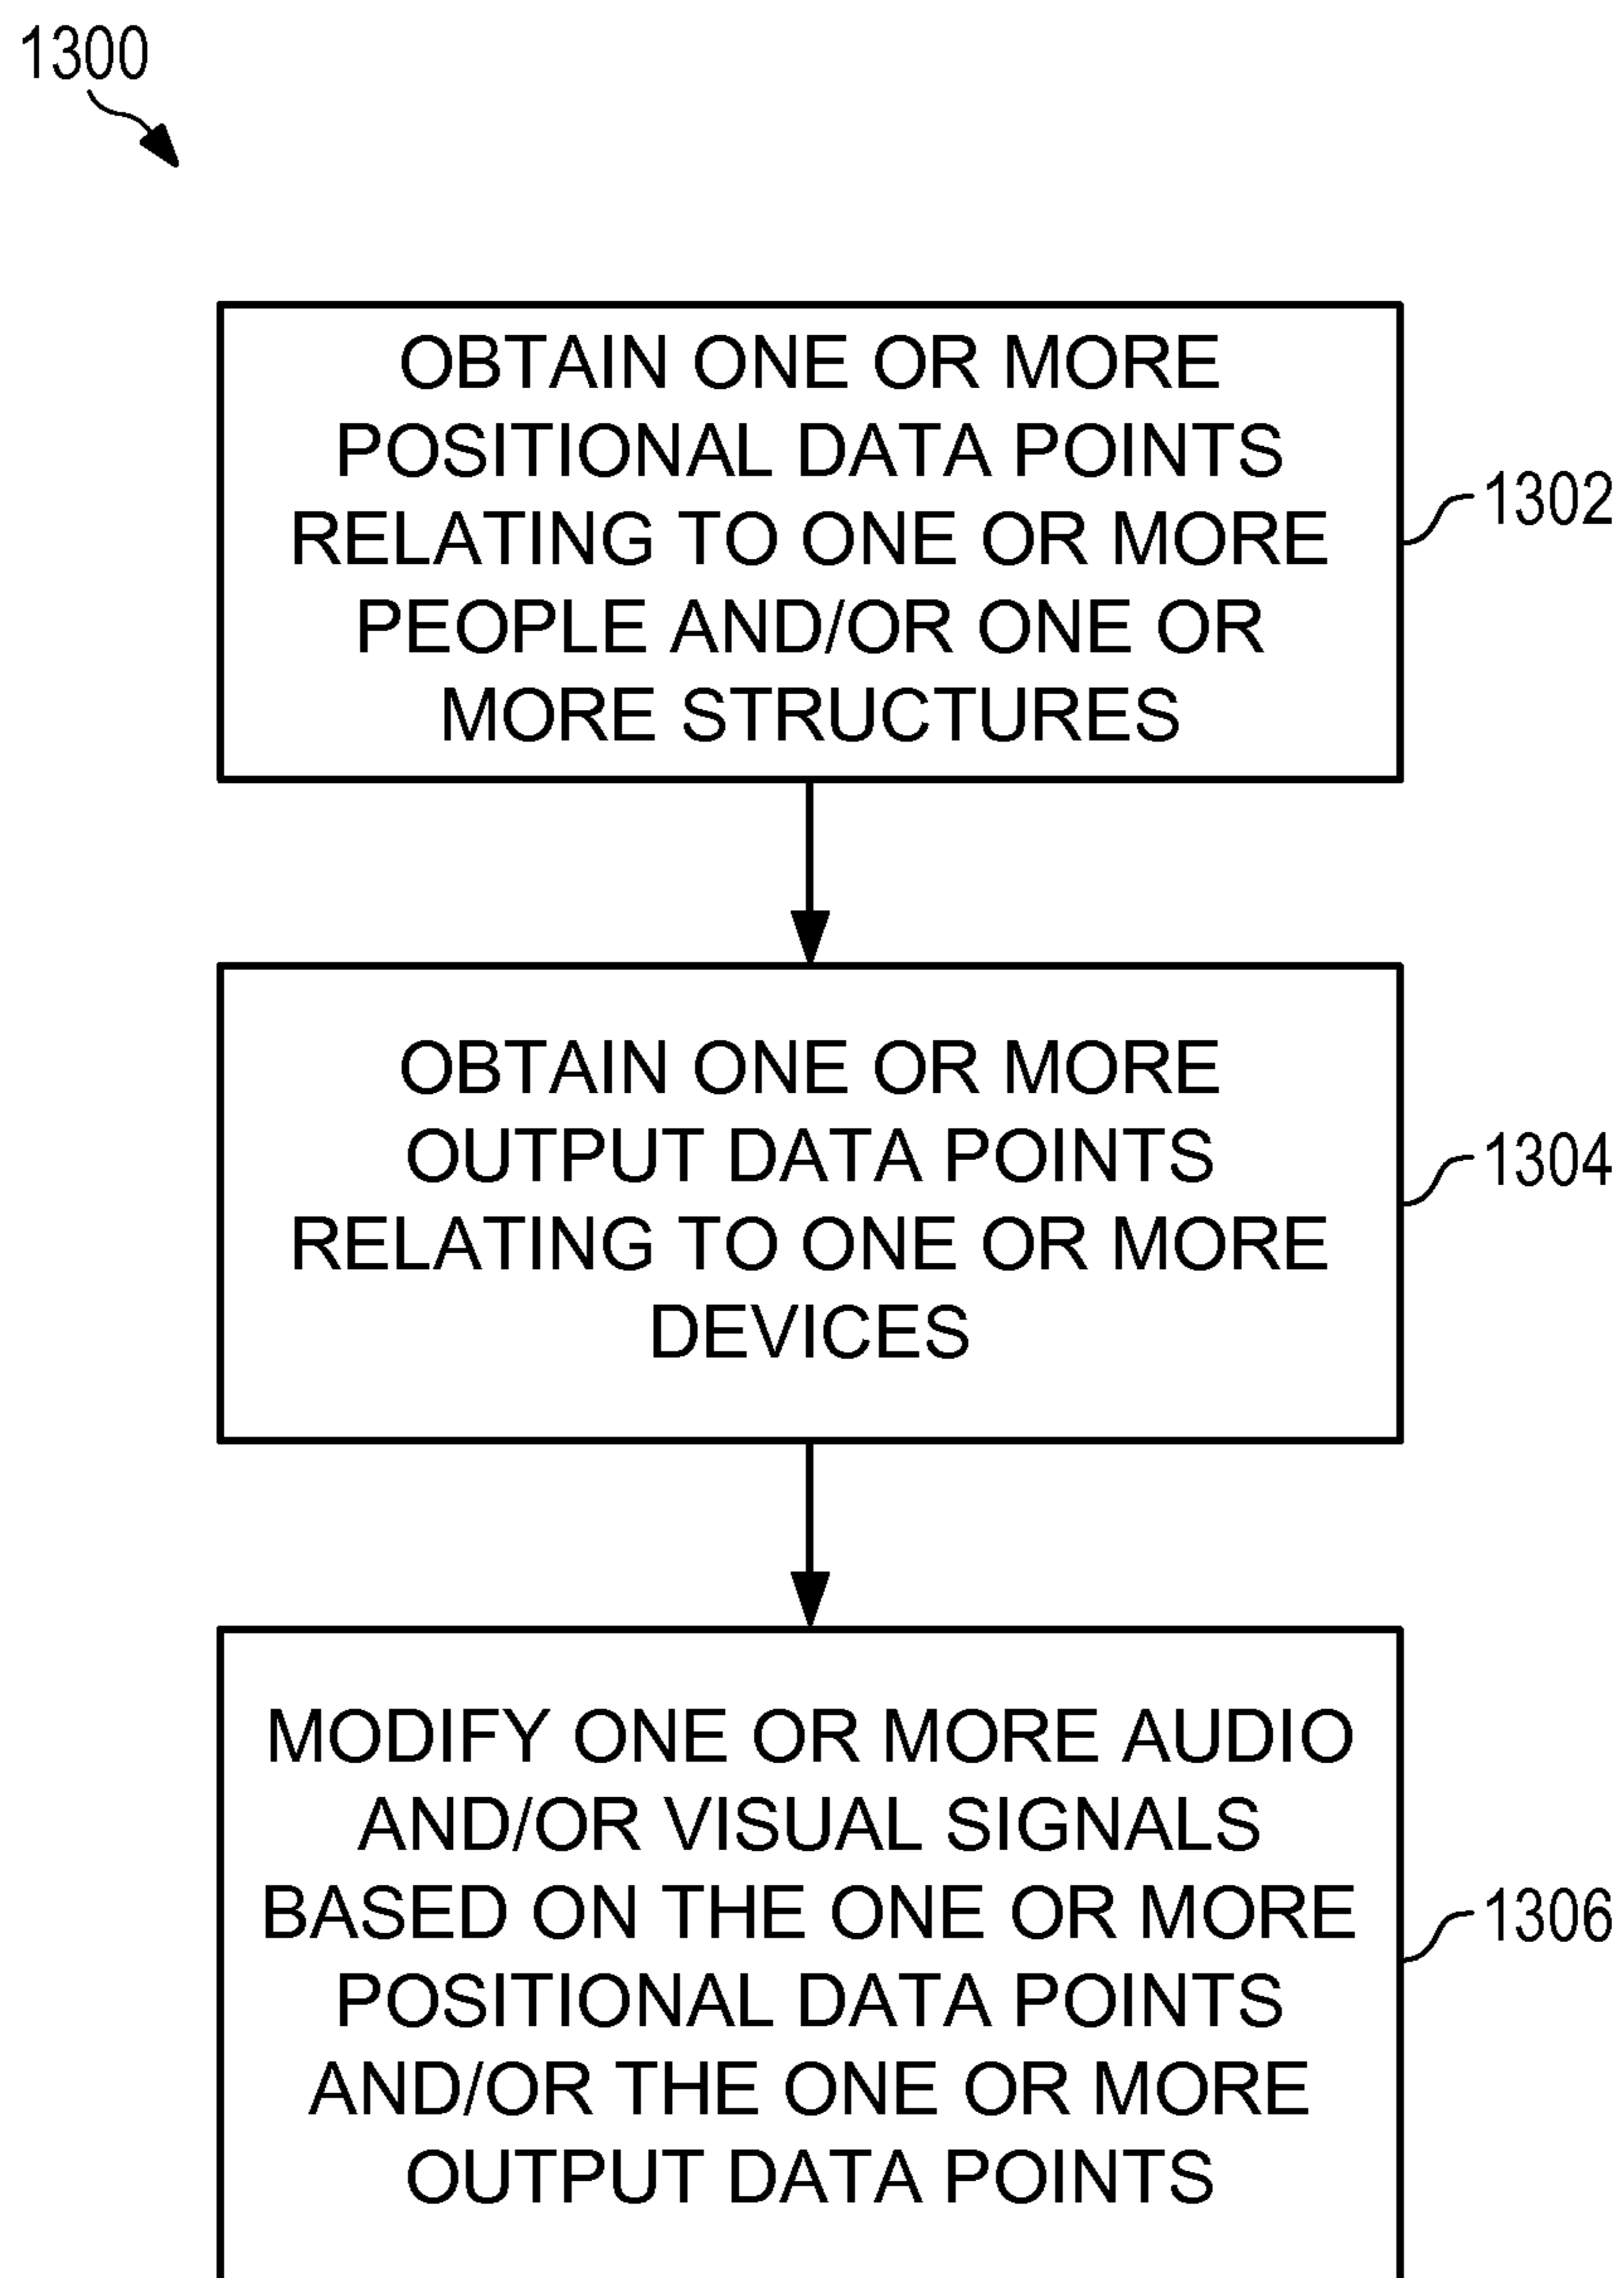 1300
OBTAIN ONE OR MORE
POSITIONAL DATA POINTS
RELATING TO ONE OR MORE
PEOPLE AND/OR ONE OR
MORE STRUCTURES
1302
OBTAIN ONE OR MORE
OUTPUT DATA POINTS
RELATING TO ONE OR MORE
DEVICES
1304
MODIFY ONE OR MORE AUDIO
AND/OR VISUAL SIGNALS
BASED ON THE ONE OR MORE
POSITIONAL DATA POINTS
AND/OR THE ONE OR MORE
OUTPUT DATA POINTS
1306